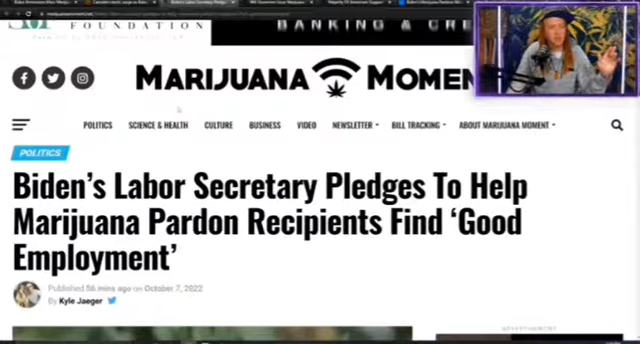 FOUNDATION
BANKING &
MARIJUANA MOMEN
POLITICS SCIENCE & HEALTH CULTURE BUSINESS VIDEO NEWSLETTER BILL TRACKING ABOUT MARIJUANA MOMENT
POLITICS
Biden's Labor Secretary Pledges To Help
Marijuana Pardon Recipients Find ‘Good
Employment’
Published 56 mins ago on October 7, 2022
By Kyle Jaeger
ADVERTISEMENT